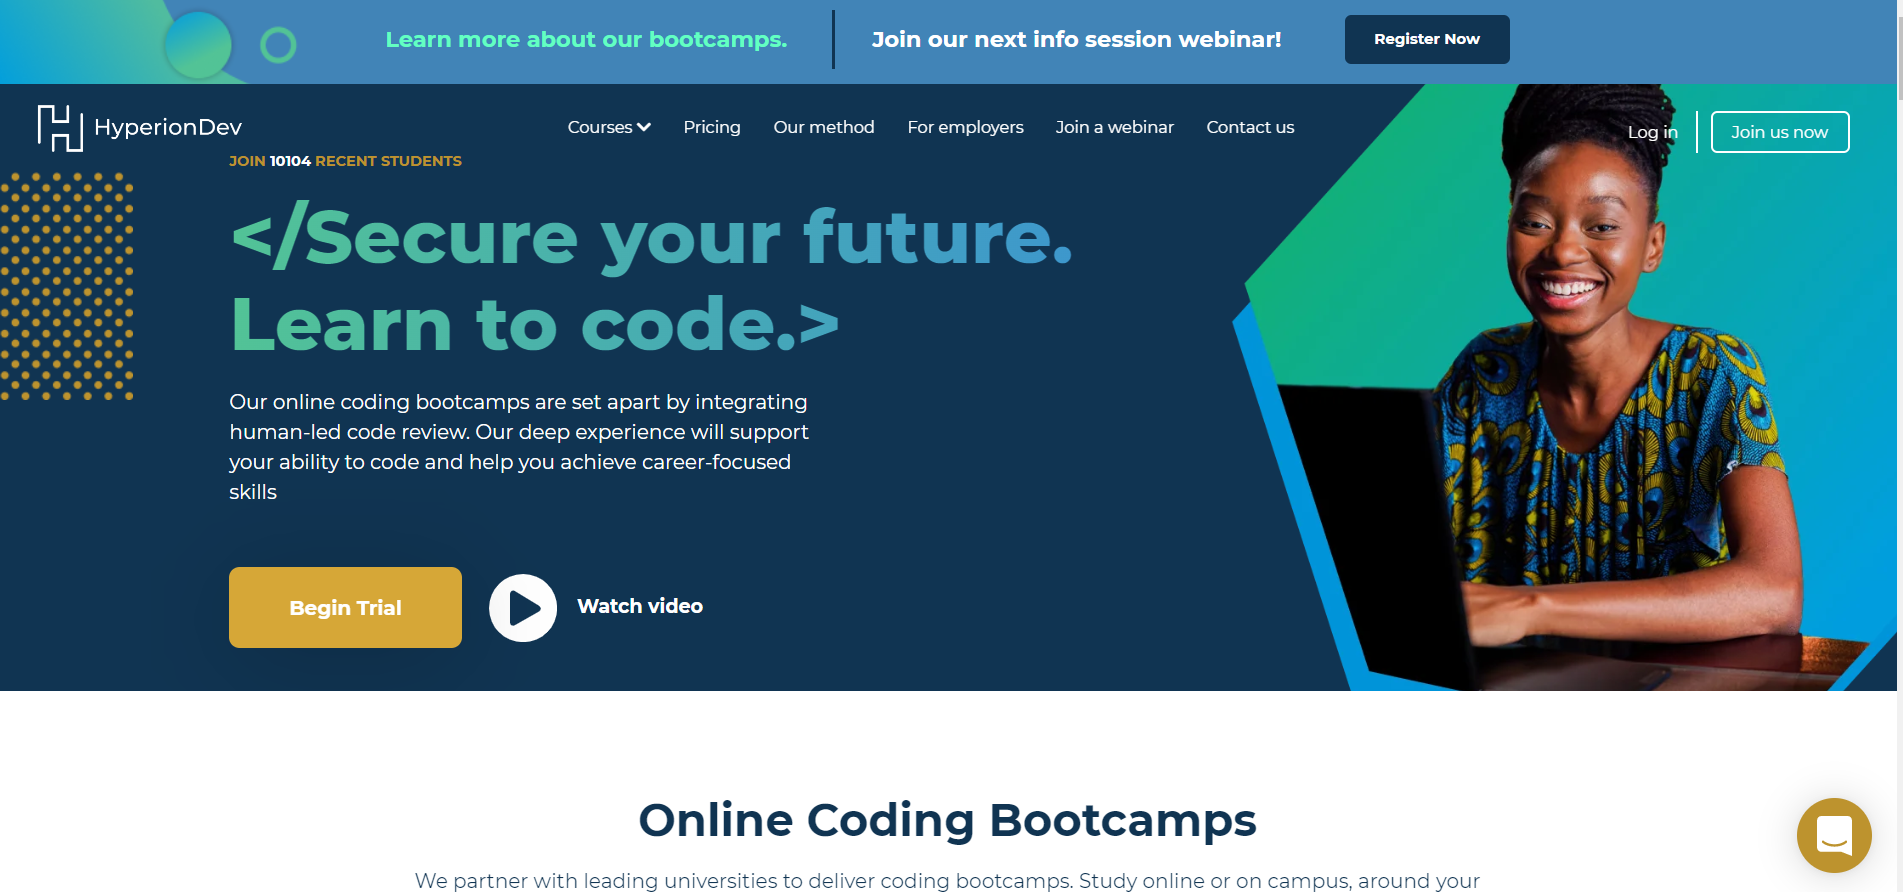 Learn more about our bootcamps.
Join our next info session webinar!
Register Now
HyperionDev
Courses
Pricing
Our method
For employers
Join a webinar
Contact us
Log in
Join us now
JOIN 10104 RECENT STUDENTS
</Secure your future.
Learn to code.>
Our online coding bootcamps are set apart by integrating
human-led code review. Our deep experience will support
your ability to code and help you achieve career-focused
skills
Begin Trial
Watch video
Online Coding Bootcamps
We partner with leading universities to deliver coding bootcamps. Study online or on campus, around your